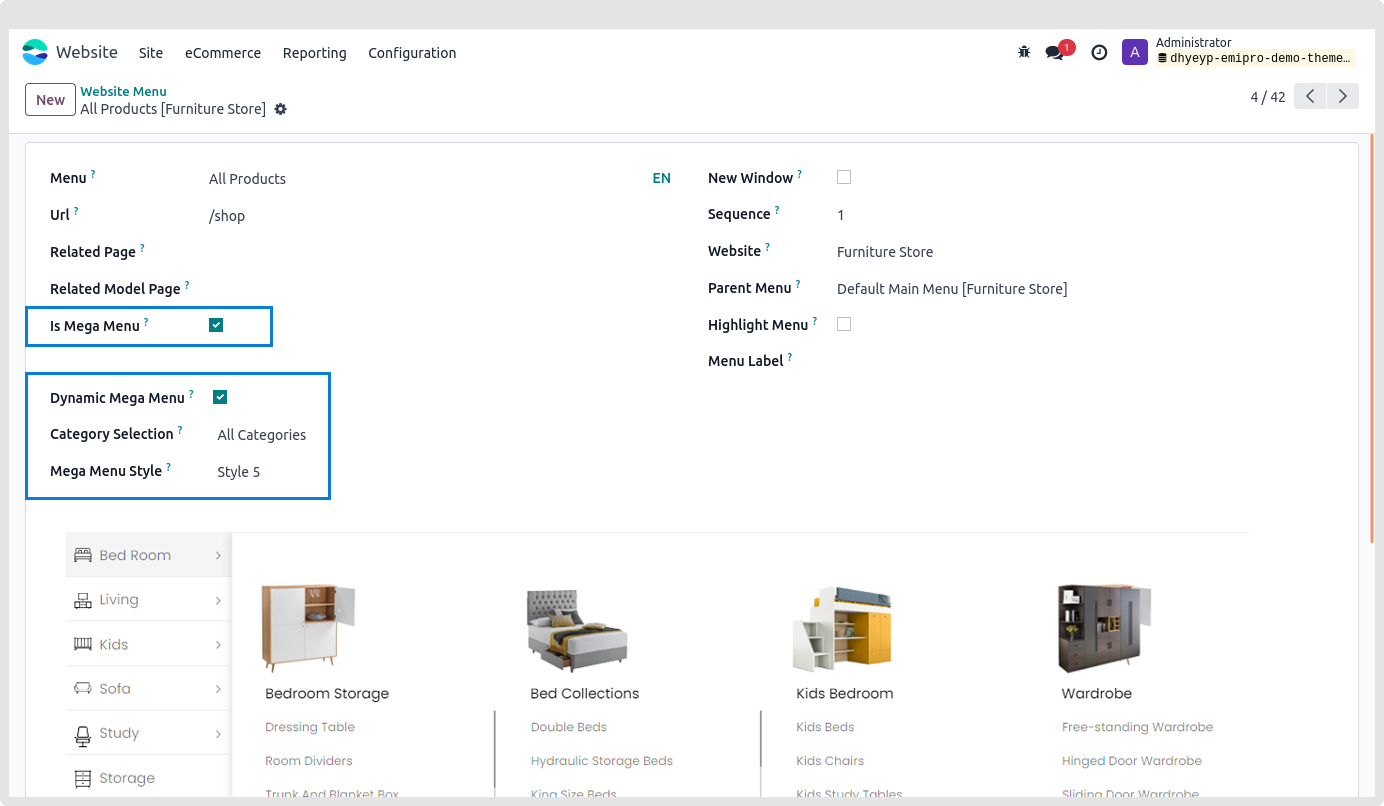 Website Site eCommerce Reporting Configuration 1 A Administrator
dhyeyp-emipro-demo-theme...
New Website Menu
All Products [Furniture Store] 4 / 42
Menu ? All Products EN New Window ?
Url ? /shop Sequence ? 1
Related Page ? Website ? Furniture Store
Related Model Page ? Parent Menu ? Default Main Menu [Furniture Store]
Is Mega Menu ? Highlight Menu ?
Menu Label ?
Dynamic Mega Menu ?
Category Selection ? All Categories
Mega Menu Style ? Style 5
Bed Room
Living
Kids
Sofa
Study
Storage
Bedroom Storage Bed Collections Kids Bedroom Wardrobe
Dressing Table Double Beds Kids Beds Free-standing Wardrobe
Room Dividers Hydraulic Storage Beds Kids Chairs Hinged Door Wardrobe
Trunk And Blanket Box King Size Beds Kids Study Tables Sliding Door Wardrobe